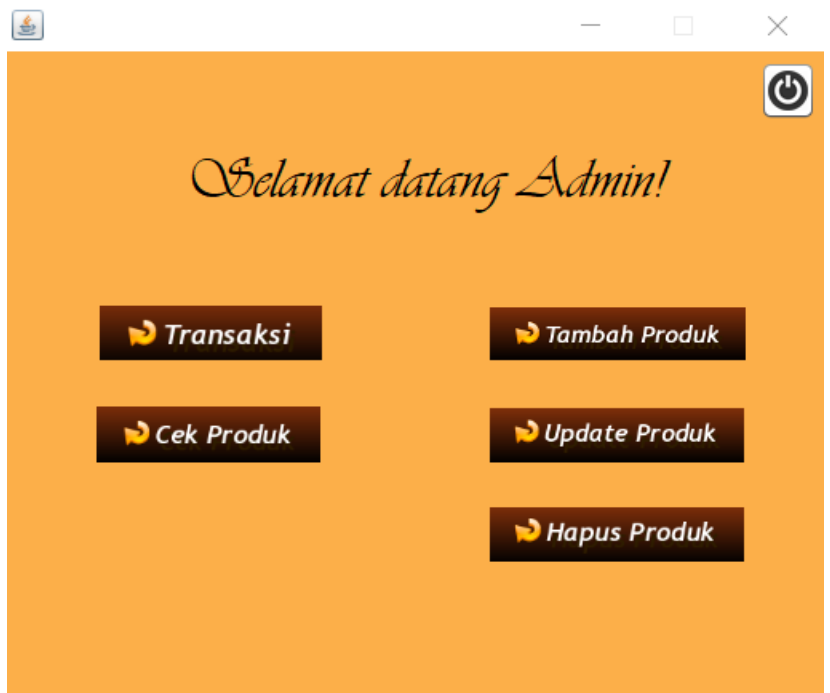 Selamat datang Admin!
Transaksi
Tambah Produk
Cek Produk
Update Produk
Hapus Produk